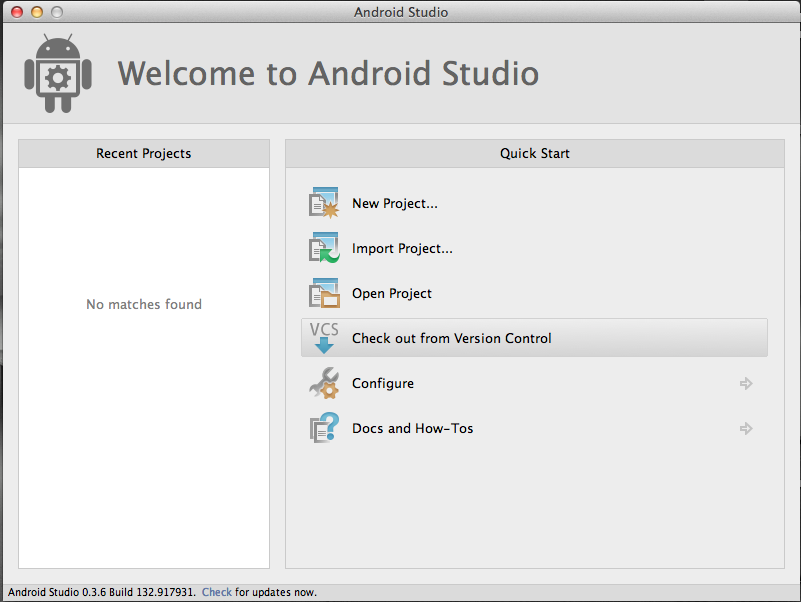 Android Studio
Welcome to Android Studio
Recent Projects
No matches found
Quick Start
New Project...
Import Project...
Open Project
VCS
Check out from Version Control
Configure
Docs and How-Tos
Android Studio 0.3.6 Build 132.917931. Check for updates now.